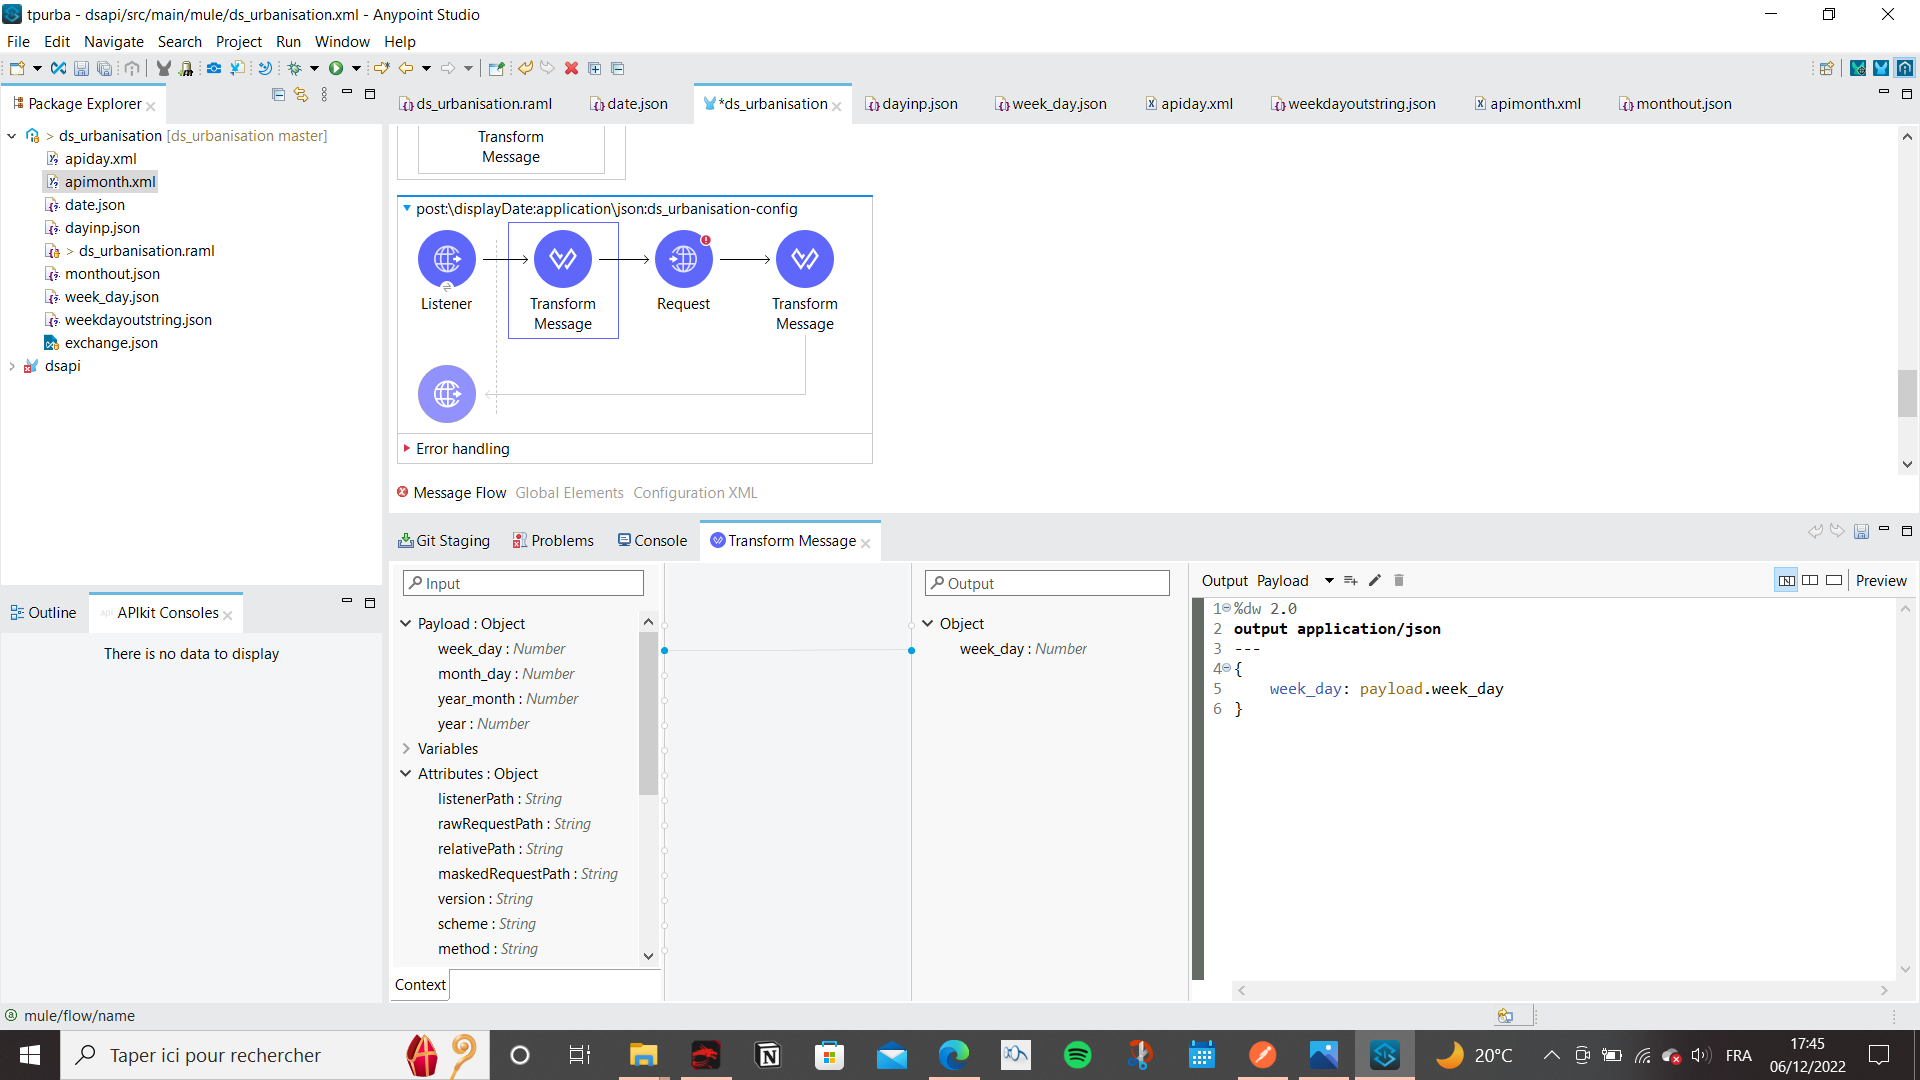 tpurba - dsapi/src/main/mule/ds_urbanisation.xml - Anypoint Studio
File Edit Navigate Search Project Run Window Help
Package Explorer
ds_urbanisation.raml date.json *ds_urbanisation dayinp.json week_day.json apiday.xml weekdayoutstring.json apimonth.xml monthout.json
> ds_urbanisation [ds_urbanisation master]
apiday.xml
apimonth.xml
date.json
dayinp.json
> ds_urbanisation.raml
monthout.json
week_day.json
weekdayoutstring.json
exchange.json
dsapi
Transform
Message
post:\displayDate:application\json:ds_urbanisation-config
Listener
Transform
Message
Request
Transform
Message
Error handling
Message Flow Global Elements Configuration XML
Outline APIkit Consoles
There is no data to display
Git Staging Problems Console Transform Message
Input
Payload : Object
week_day : Number
month_day : Number
year_month : Number
year : Number
Variables
Attributes : Object
listenerPath : String
rawRequestPath : String
relativePath : String
maskedRequestPath : String
version : String
scheme : String
method : String
Context
Output
Object
week_day : Number
Output Payload Preview
1 %dw 2.0
2 output application/json
3 ---
4 {
5 week_day: payload.week_day
6 }
mule/flow/name
Taper ici pour rechercher
20°C
FRA
17:45
06/12/2022